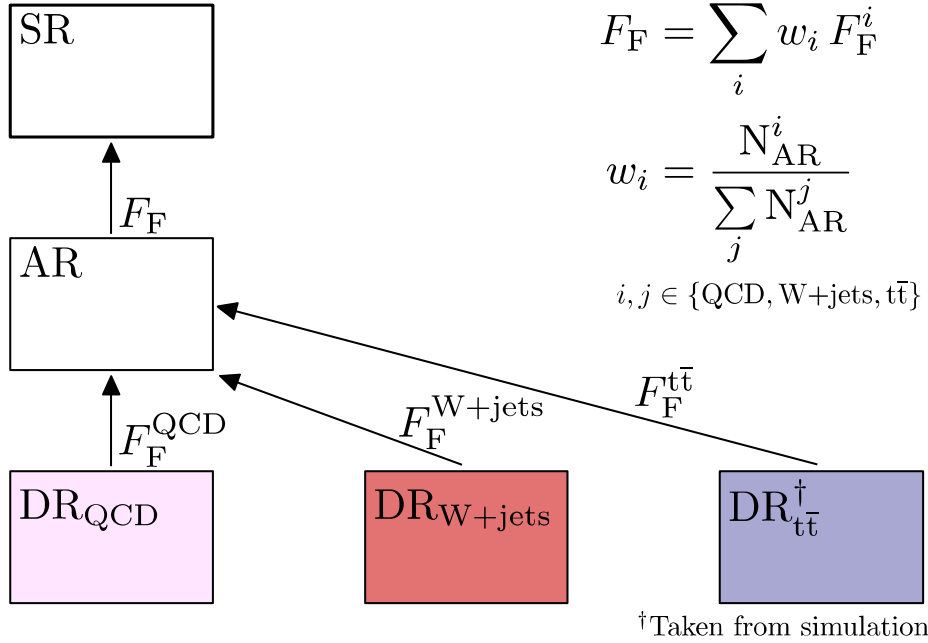 SR
F_F = ∑_i w_i F_F^i
w_i = N_AR^i / ∑_j N_AR^j
i, j ∈ {QCD, W+jets, tt̅}
F_F
AR
F_F^QCD
F_F^W+jets
F_F^tt̅
DR_QCD
DR_W+jets
DR_tt̅^†
†Taken from simulation